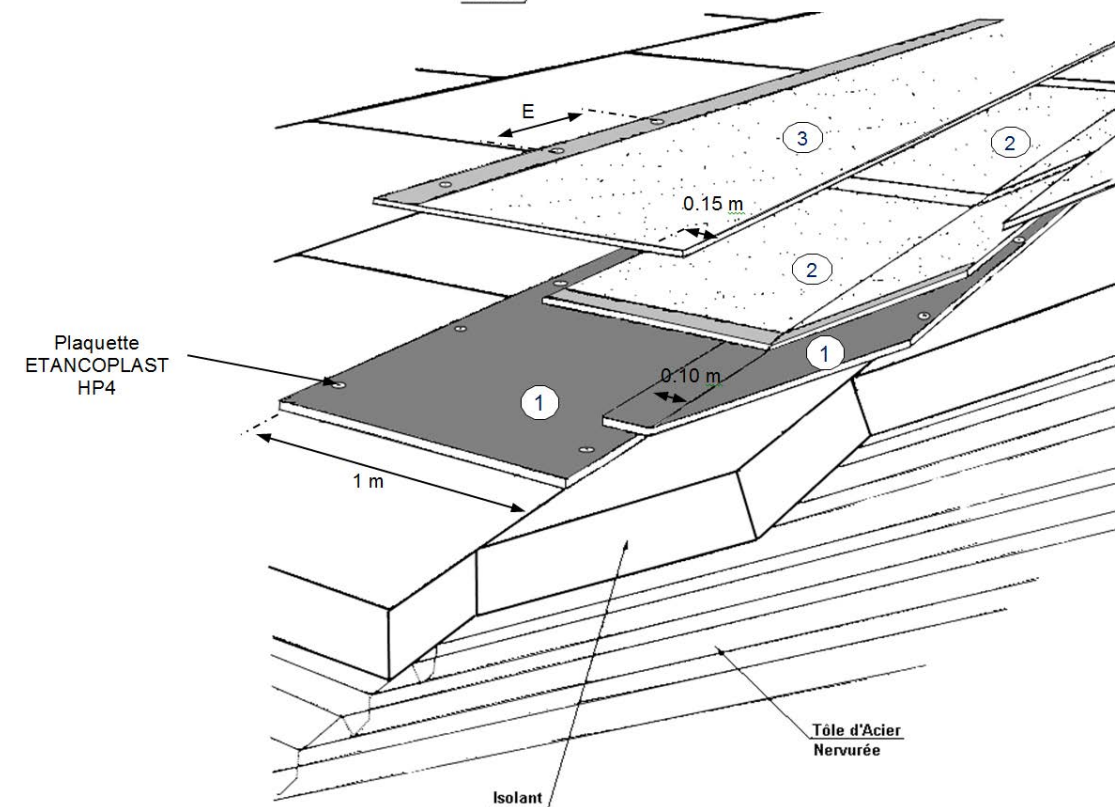 E
3
2
0.15 m
2
Plaquette
ETANCOPLAST
HP4
1
0.10 m
1
1 m
Tôle d'Acier
Nervurée
Isolant